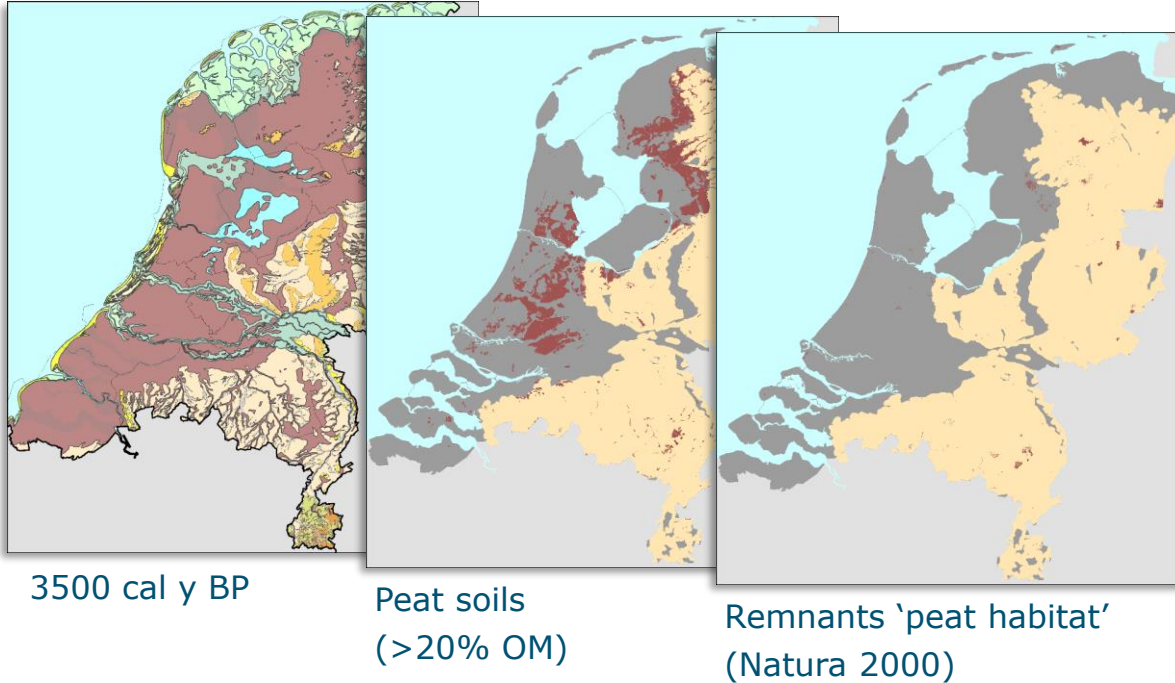 3500 cal y BP
Peat soils
(>20% OM)
Remnants ‘peat habitat’
(Natura 2000)